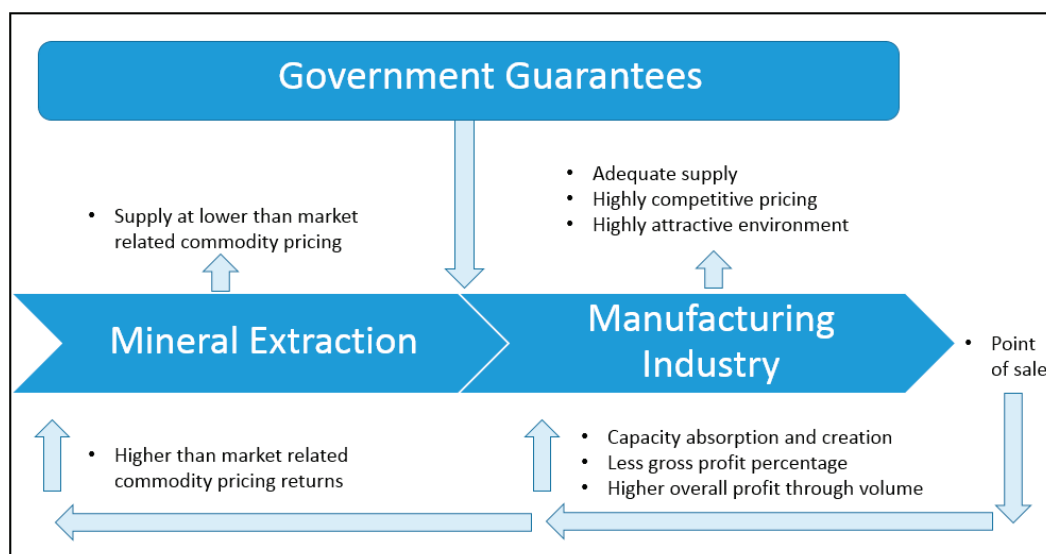 Government Guarantees
• Supply at lower than market
related commodity pricing
• Adequate supply
• Highly competitive pricing
• Highly attractive environment
Mineral Extraction
Manufacturing
Industry
• Point
of sale
• Higher than market related
commodity pricing returns
• Capacity absorption and creation
• Less gross profit percentage
• Higher overall profit through volume